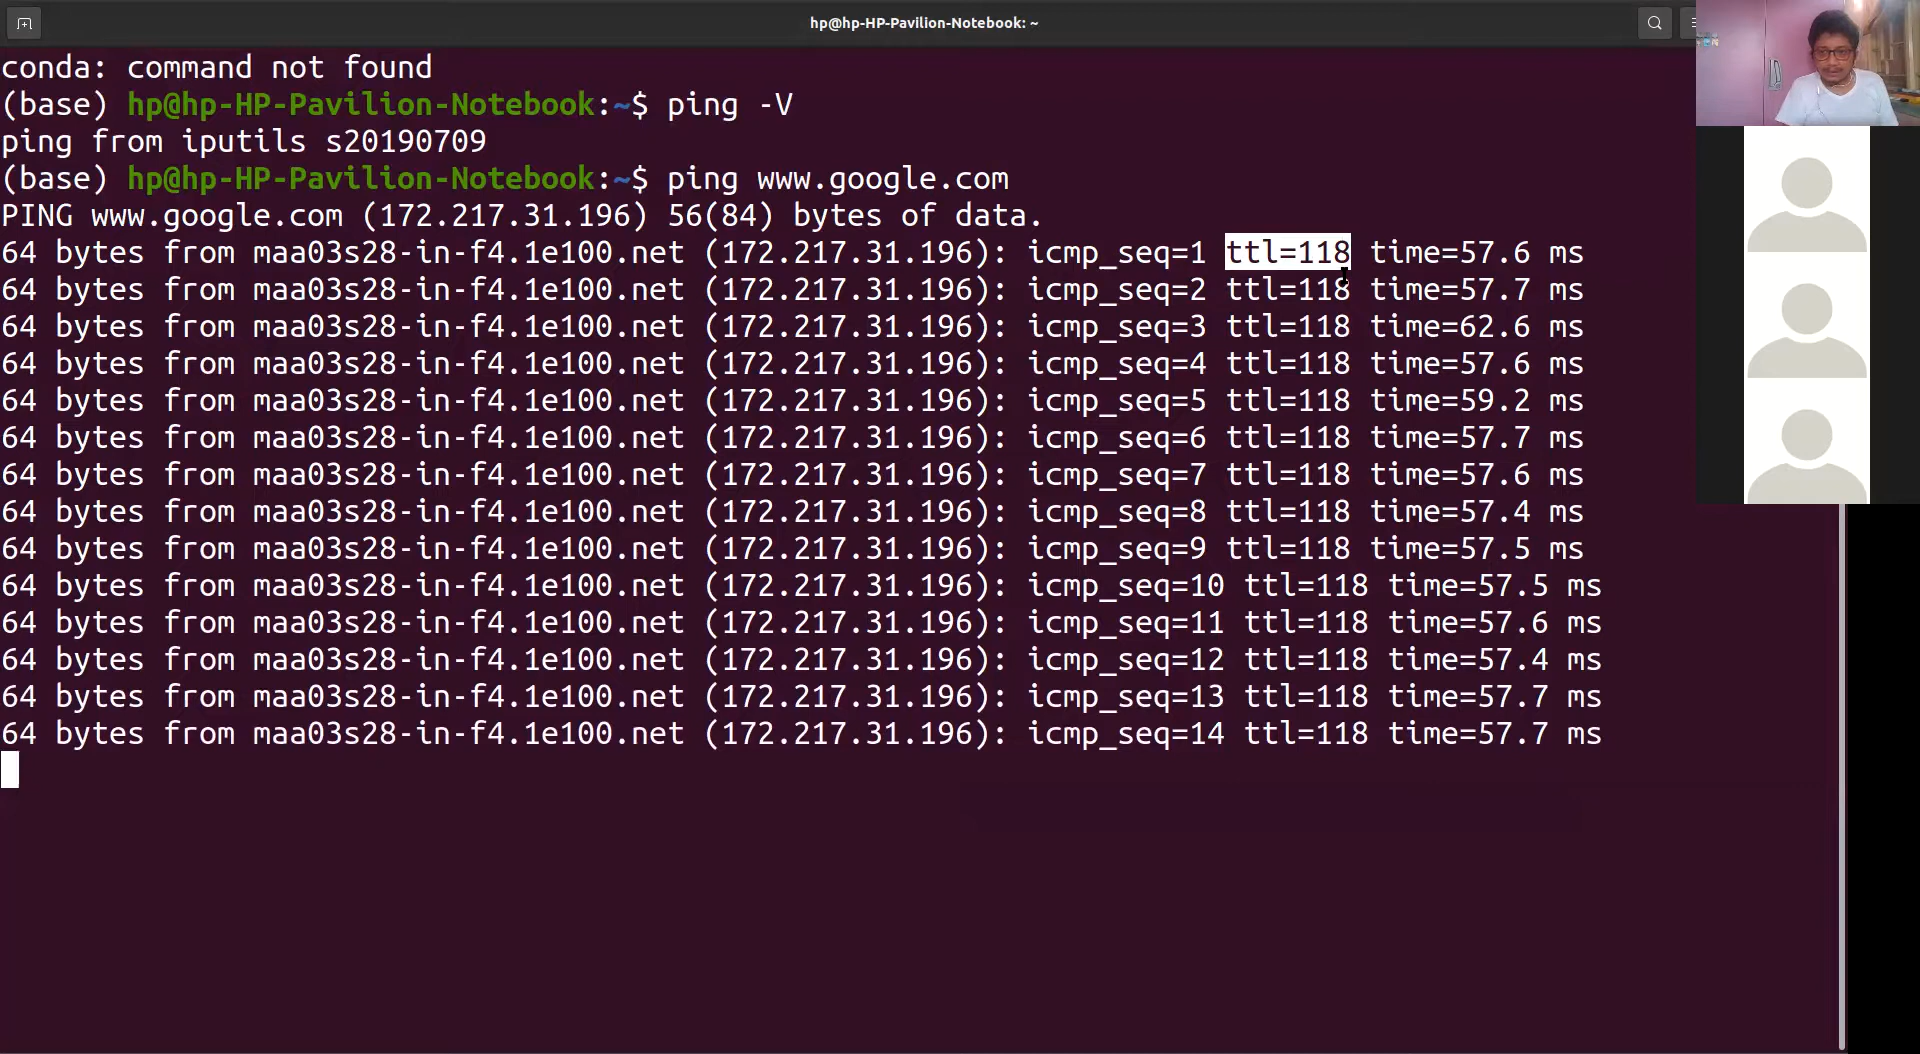 hp@hp-HP-Pavilion-Notebook: ~
conda: command not found
(base) hp@hp-HP-Pavilion-Notebook:~$ ping -V
ping from iputils s20190709
(base) hp@hp-HP-Pavilion-Notebook:~$ ping www.google.com
PING www.google.com (172.217.31.196) 56(84) bytes of data.
64 bytes from maa03s28-in-f4.1e100.net (172.217.31.196): icmp_seq=1 ttl=118 time=57.6 ms
64 bytes from maa03s28-in-f4.1e100.net (172.217.31.196): icmp_seq=2 ttl=118 time=57.7 ms
64 bytes from maa03s28-in-f4.1e100.net (172.217.31.196): icmp_seq=3 ttl=118 time=62.6 ms
64 bytes from maa03s28-in-f4.1e100.net (172.217.31.196): icmp_seq=4 ttl=118 time=57.6 ms
64 bytes from maa03s28-in-f4.1e100.net (172.217.31.196): icmp_seq=5 ttl=118 time=59.2 ms
64 bytes from maa03s28-in-f4.1e100.net (172.217.31.196): icmp_seq=6 ttl=118 time=57.7 ms
64 bytes from maa03s28-in-f4.1e100.net (172.217.31.196): icmp_seq=7 ttl=118 time=57.6 ms
64 bytes from maa03s28-in-f4.1e100.net (172.217.31.196): icmp_seq=8 ttl=118 time=57.4 ms
64 bytes from maa03s28-in-f4.1e100.net (172.217.31.196): icmp_seq=9 ttl=118 time=57.5 ms
64 bytes from maa03s28-in-f4.1e100.net (172.217.31.196): icmp_seq=10 ttl=118 time=57.5 ms
64 bytes from maa03s28-in-f4.1e100.net (172.217.31.196): icmp_seq=11 ttl=118 time=57.6 ms
64 bytes from maa03s28-in-f4.1e100.net (172.217.31.196): icmp_seq=12 ttl=118 time=57.4 ms
64 bytes from maa03s28-in-f4.1e100.net (172.217.31.196): icmp_seq=13 ttl=118 time=57.7 ms
64 bytes from maa03s28-in-f4.1e100.net (172.217.31.196): icmp_seq=14 ttl=118 time=57.7 ms